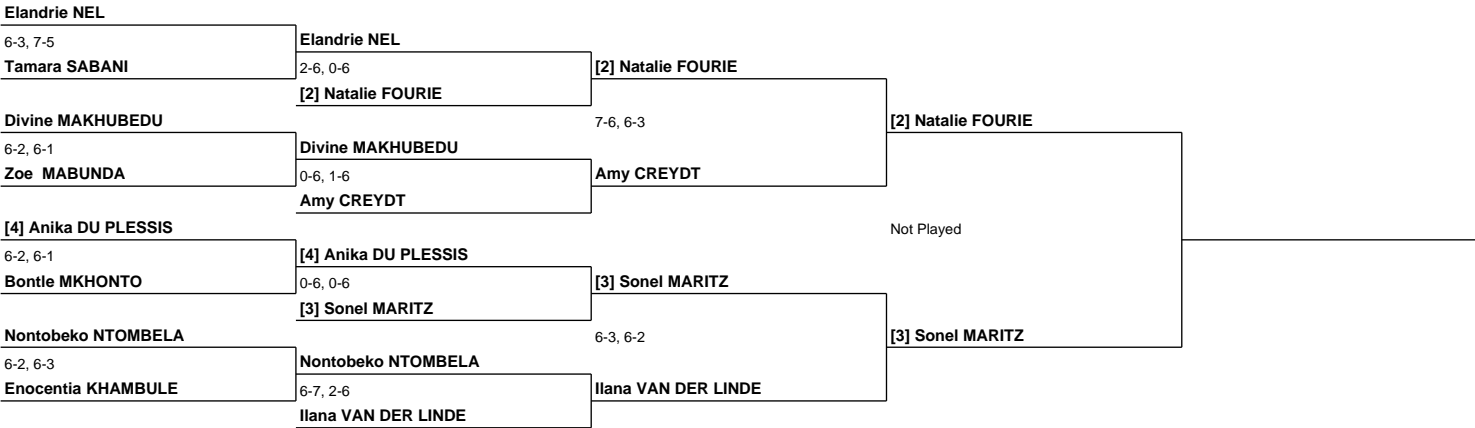 Elandrie NEL
6-3, 7-5
Tamara SABANI
Divine MAKHUBEDU
6-2, 6-1
Zoe  MABUNDA
[4] Anika DU PLESSIS
6-2, 6-1
Bontle MKHONTO
Nontobeko NTOMBELA
6-2, 6-3
Enocentia KHAMBULE
Elandrie NEL
2-6, 0-6
[2] Natalie FOURIE
Divine MAKHUBEDU
0-6, 1-6
Amy CREYDT
[4] Anika DU PLESSIS
0-6, 0-6
[3] Sonel MARITZ
Nontobeko NTOMBELA
6-7, 2-6
Ilana VAN DER LINDE
[2] Natalie FOURIE
7-6, 6-3
Amy CREYDT
[3] Sonel MARITZ
6-3, 6-2
Ilana VAN DER LINDE
[2] Natalie FOURIE
Not Played
[3] Sonel MARITZ